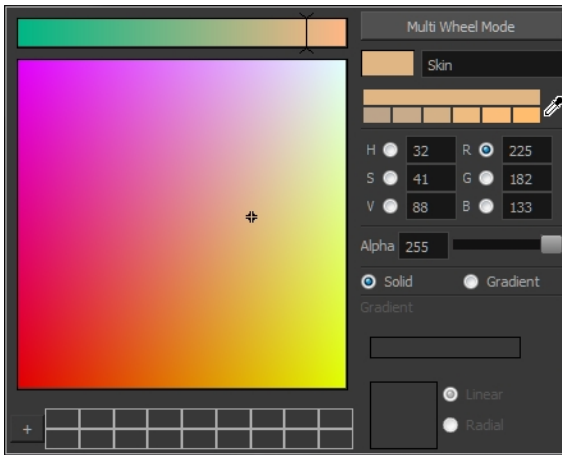 Multi Wheel Mode
Skin
H 32 R 225
S 41 G 182
V 88 B 133
Alpha 255
Solid Gradient
Gradient
Linear
+
Radial